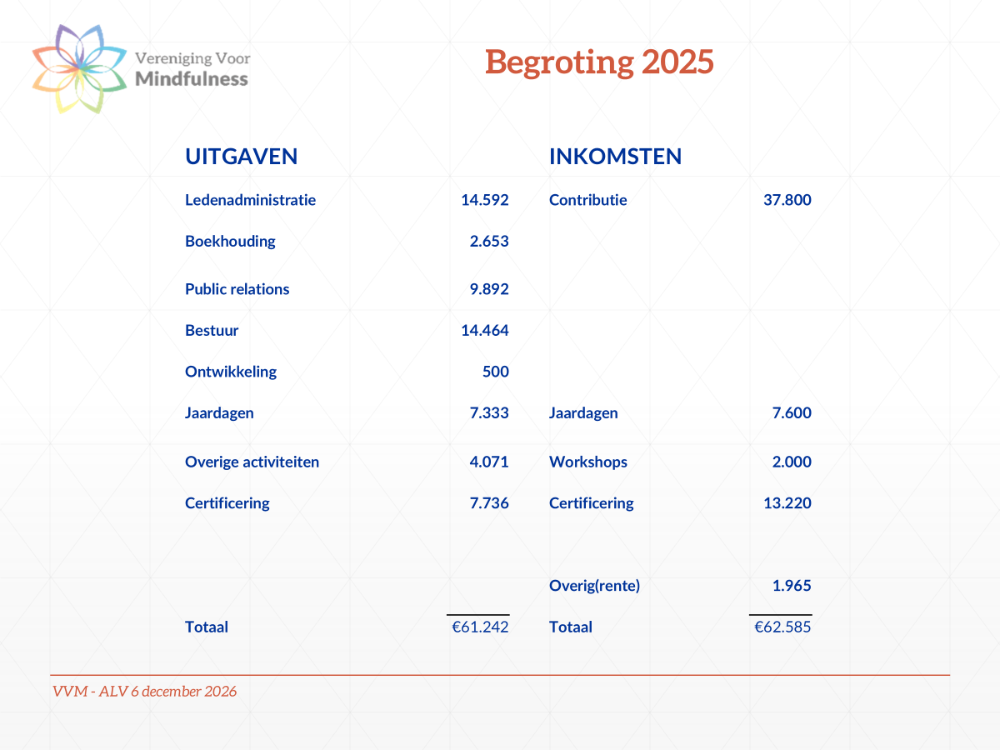 Vereniging Voor
Mindfulness
Begroting 2025
UITGAVEN INKOMSTEN
Ledenadministratie 14.592 Contributie 37.800
Boekhouding 2.653
Public relations 9.892
Bestuur 14.464
Ontwikkeling 500
Jaardagen 7.333 Jaardagen 7.600
Overige activiteiten 4.071 Workshops 2.000
Certificering 7.736 Certificering 13.220
Overig(rente) 1.965
Totaal €61.242 Totaal €62.585
VVM - ALV 6 december 2026